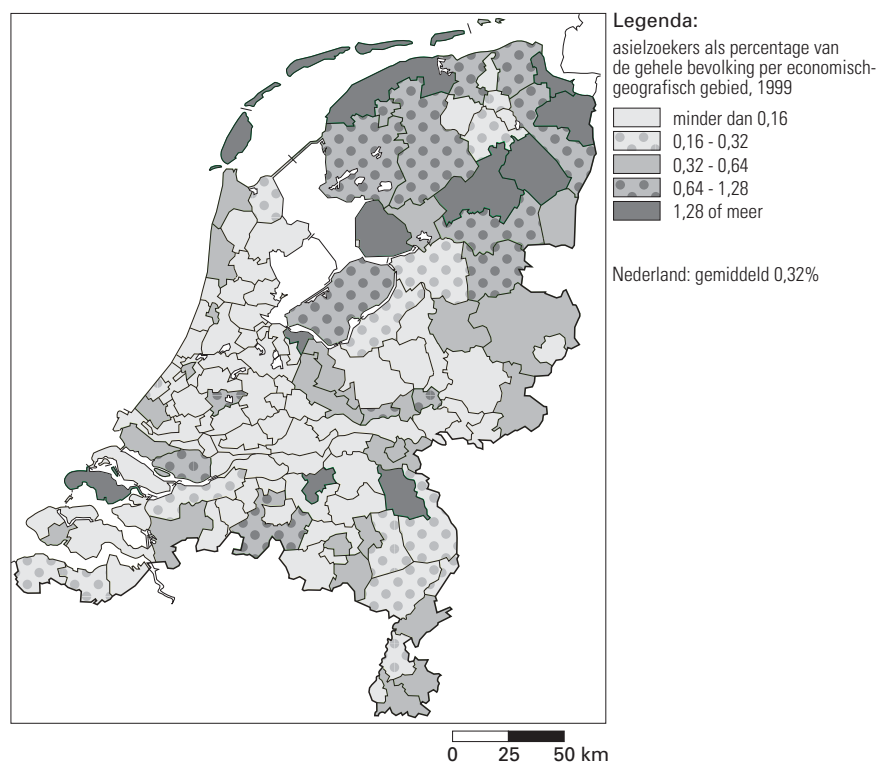 Legenda:
asielzoekers als percentage van
de gehele bevolking per economisch-
geografisch gebied, 1999
minder dan 0,16
0,16 - 0,32
0,32 - 0,64
0,64 - 1,28
1,28 of meer
Nederland: gemiddeld 0,32%
0 25 50 km